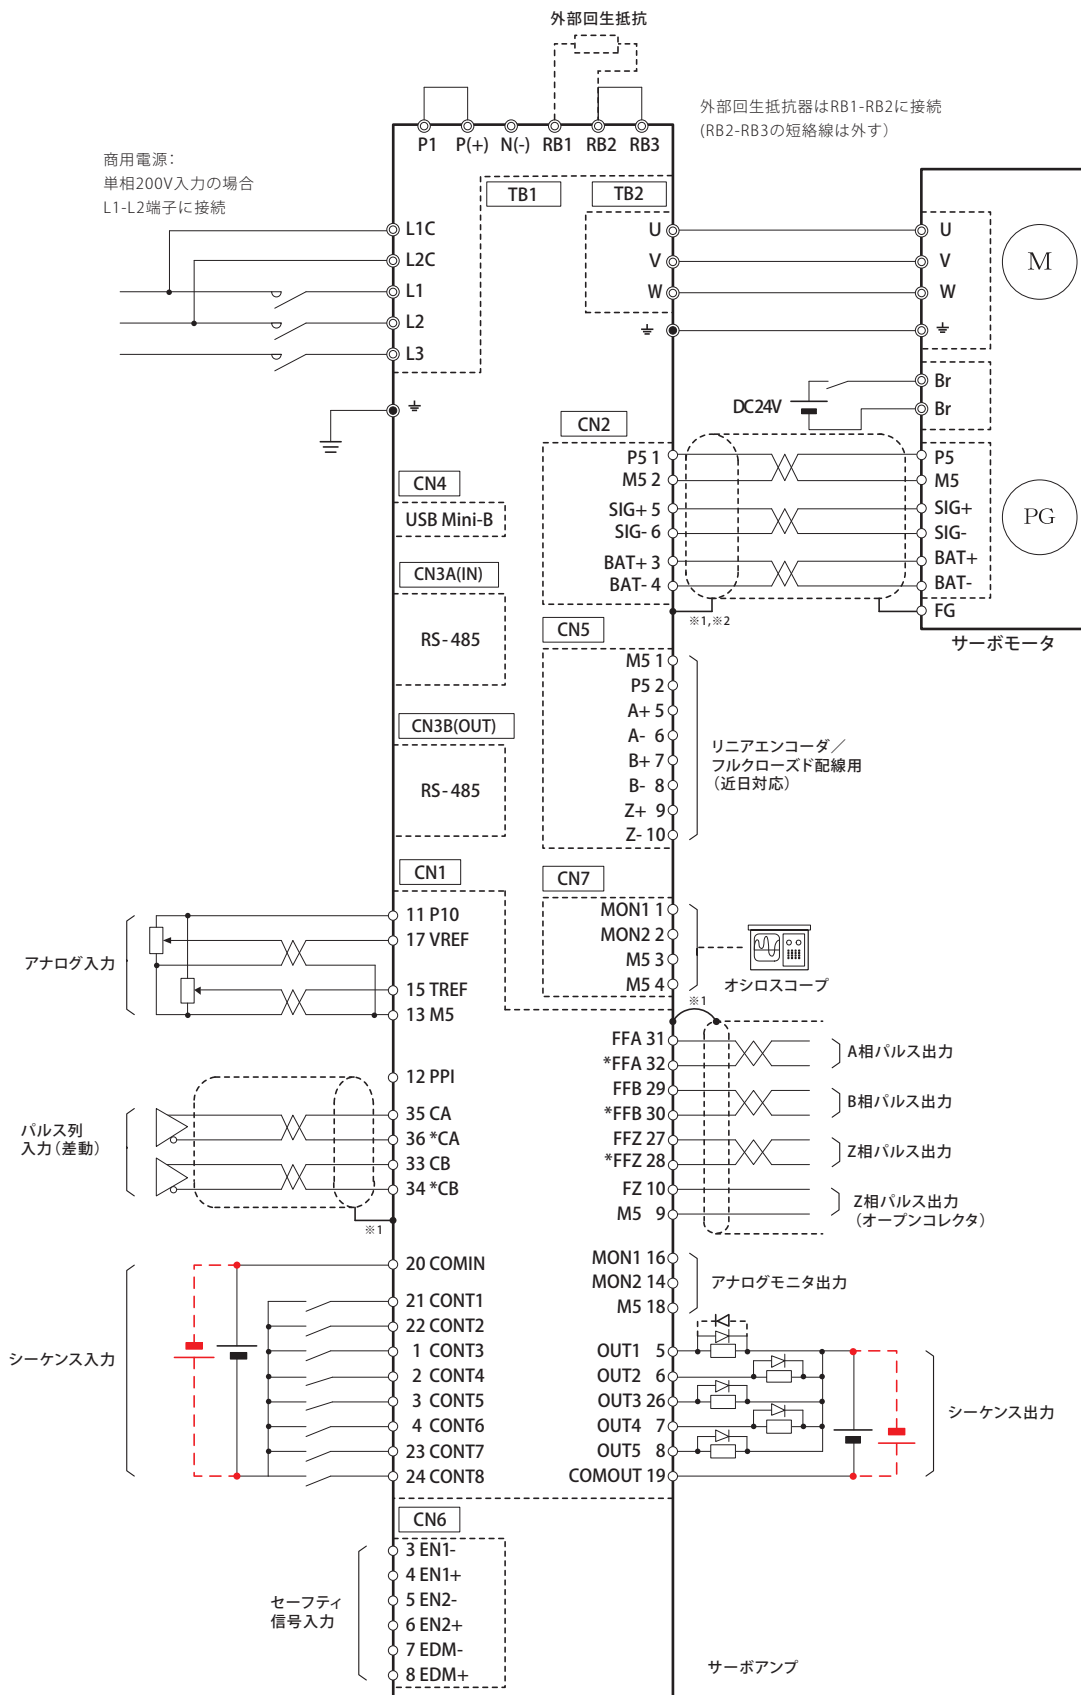 外部回生抵抗
外部回生抵抗器はRB1-RB2に接続
(RB2-RB3の短絡線は外す)
P1 P(+) N(-) RB1 RB2 RB3
商用電源:
単相200V入力の場合
L1-L2端子に接続
TB1
TB2
L1C
L2C
L1
L2
L3
U
V
W
U
V
W
M
DC24V
Br
Br
CN2
P5 1
M5 2
SIG+ 5
SIG- 6
BAT+ 3
BAT- 4
P5
M5
SIG+
SIG-
BAT+
BAT-
FG
PG
※1,※2
サーボモータ
CN4
USB Mini-B
CN3A(IN)
RS-485
CN3B(OUT)
RS-485
CN5
M5 1
P5 2
A+ 5
A- 6
B+ 7
B- 8
Z+ 9
Z- 10
リニアエンコーダ/
フルクローズド配線用
(近日対応)
CN1
CN7
MON1 1
MON2 2
M5 3
M5 4
オシロスコープ
アナログ入力
11 P10
17 VREF
15 TREF
13 M5
※1
12 PPI
パルス列
入力(差動)
35 CA
36 *CA
33 CB
34 *CB
※1
FFA 31
*FFA 32
FFB 29
*FFB 30
FFZ 27
*FFZ 28
FZ 10
M5 9
A相パルス出力
B相パルス出力
Z相パルス出力
Z相パルス出力
(オープンコレクタ)
シーケンス入力
20 COMIN
21 CONT1
22 CONT2
1 CONT3
2 CONT4
3 CONT5
4 CONT6
23 CONT7
24 CONT8
MON1 16
MON2 14
M5 18
アナログモニタ出力
OUT1 5
OUT2 6
OUT3 26
OUT4 7
OUT5 8
COMOUT 19
シーケンス出力
CN6
セーフティ
信号入力
3 EN1-
4 EN1+
5 EN2-
6 EN2+
7 EDM-
8 EDM+
サーボアンプ